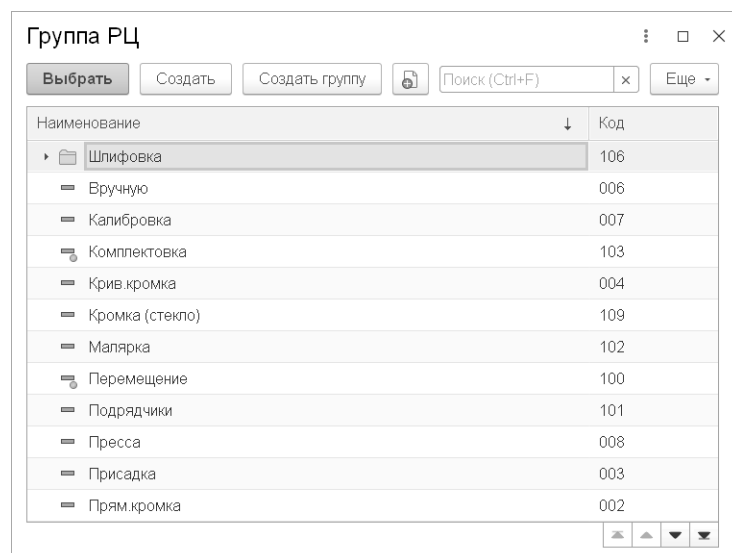 Группа РЦ
Выбрать Создать Создать группу Поиск (Ctrl+F) × Еще
Наименование ↓ Код
Шлифовка 106
Вручную 006
Калибровка 007
Комплектовка 103
Крив.кромка 004
Кромка (стекло) 109
Малярка 102
Перемещение 100
Подрядчики 101
Пресса 008
Присадка 003
Прям.кромка 002